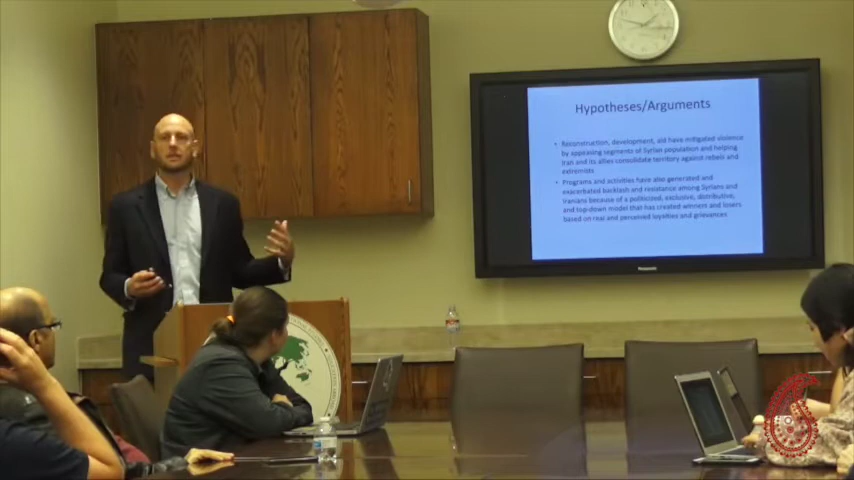 Hypotheses/Arguments
• Reconstruction, development, aid have mitigated violence
by appeasing segments of Syrian population and helping
Iran and its allies consolidate territory against rebels and
extremists
• Programs and activities have also generated and
exacerbated backlash and resistance among Syrians and
Iranians because of a politicized, exclusive, distributive,
and top-down model that has created winners and losers
based on real and perceived loyalties and grievances
Panasonic